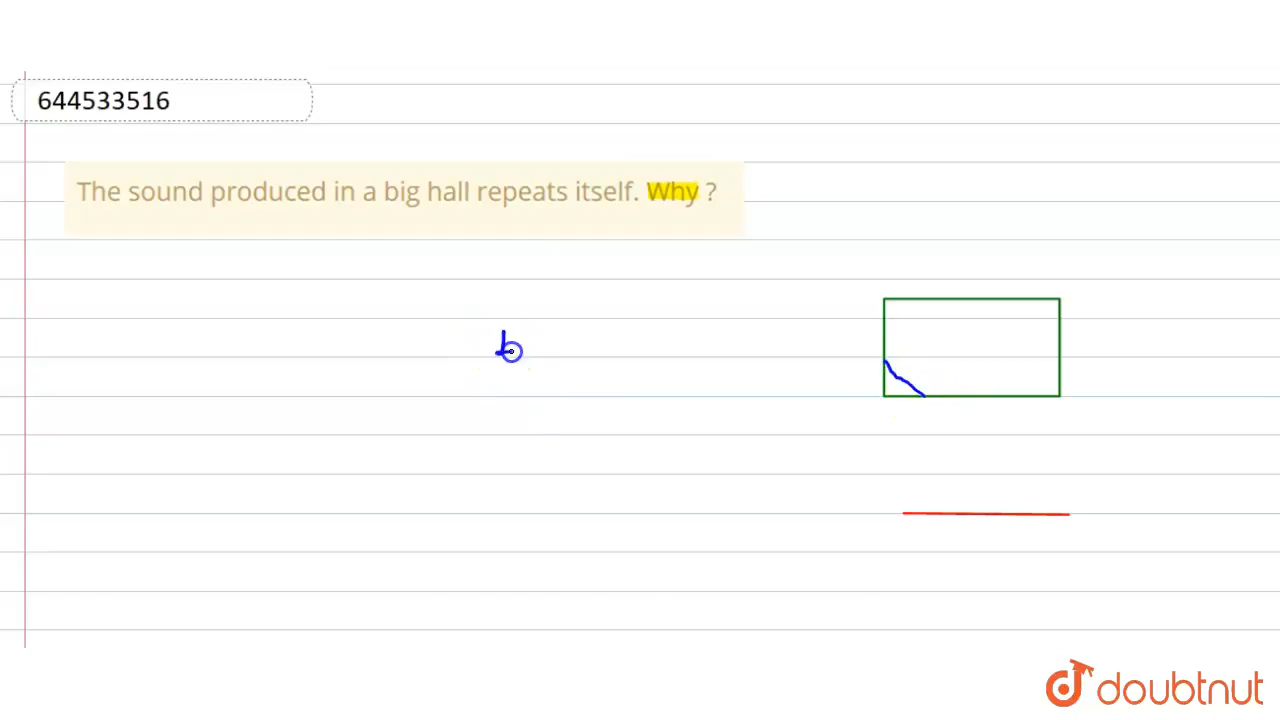 644533516
The sound produced in a big hall repeats itself. Why ?
doubtnut